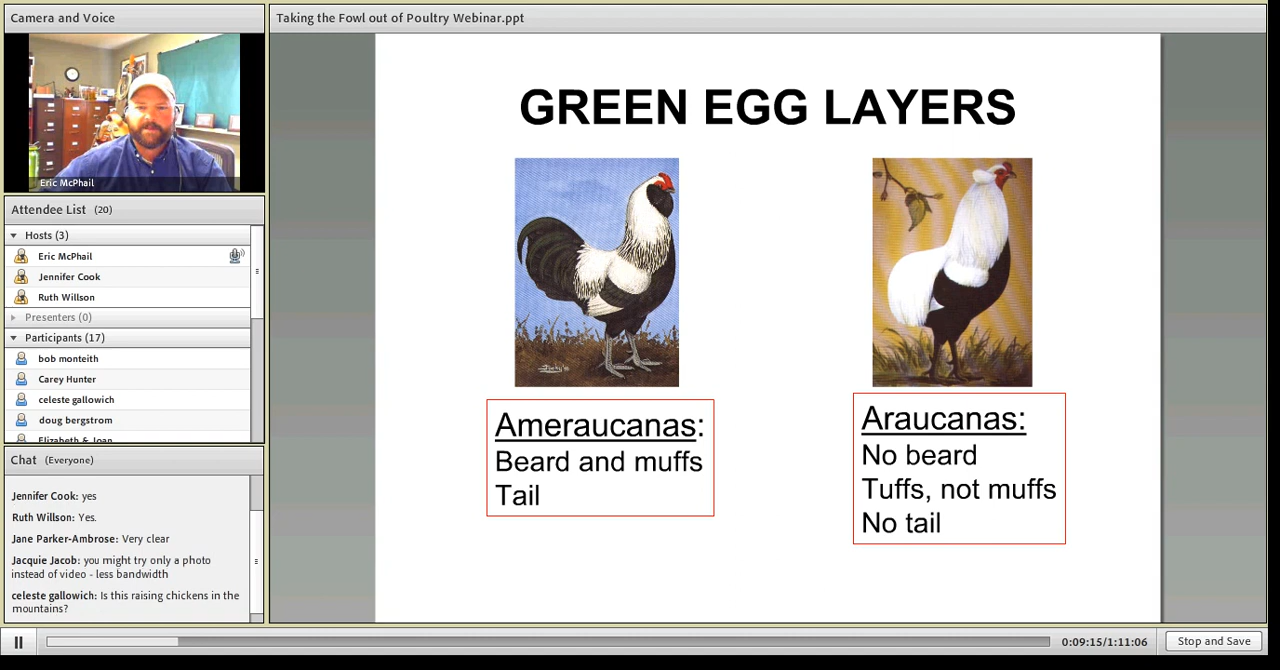 Camera and Voice
Eric McPhail
Attendee List (20)
Hosts (3)
Eric McPhail
Jennifer Cook
Ruth Willson
Presenters (0)
Participants (17)
bob monteith
Carey Hunter
celeste gallowich
doug bergstrom
Elizabeth & Joan
Chat (Everyone)
Jennifer Cook: yes
Ruth Willson: Yes.
Jane Parker-Ambrose: Very clear
Jacquie Jacob: you might try only a photo
instead of video - less bandwidth
celeste gallowich: Is this raising chickens in the
mountains?
Taking the Fowl out of Poultry Webinar.ppt
GREEN EGG LAYERS
Ameraucanas:
Beard and muffs
Tail
Araucanas:
No beard
Tuffs, not muffs
No tail
0:09:15/1:11:06
Stop and Save